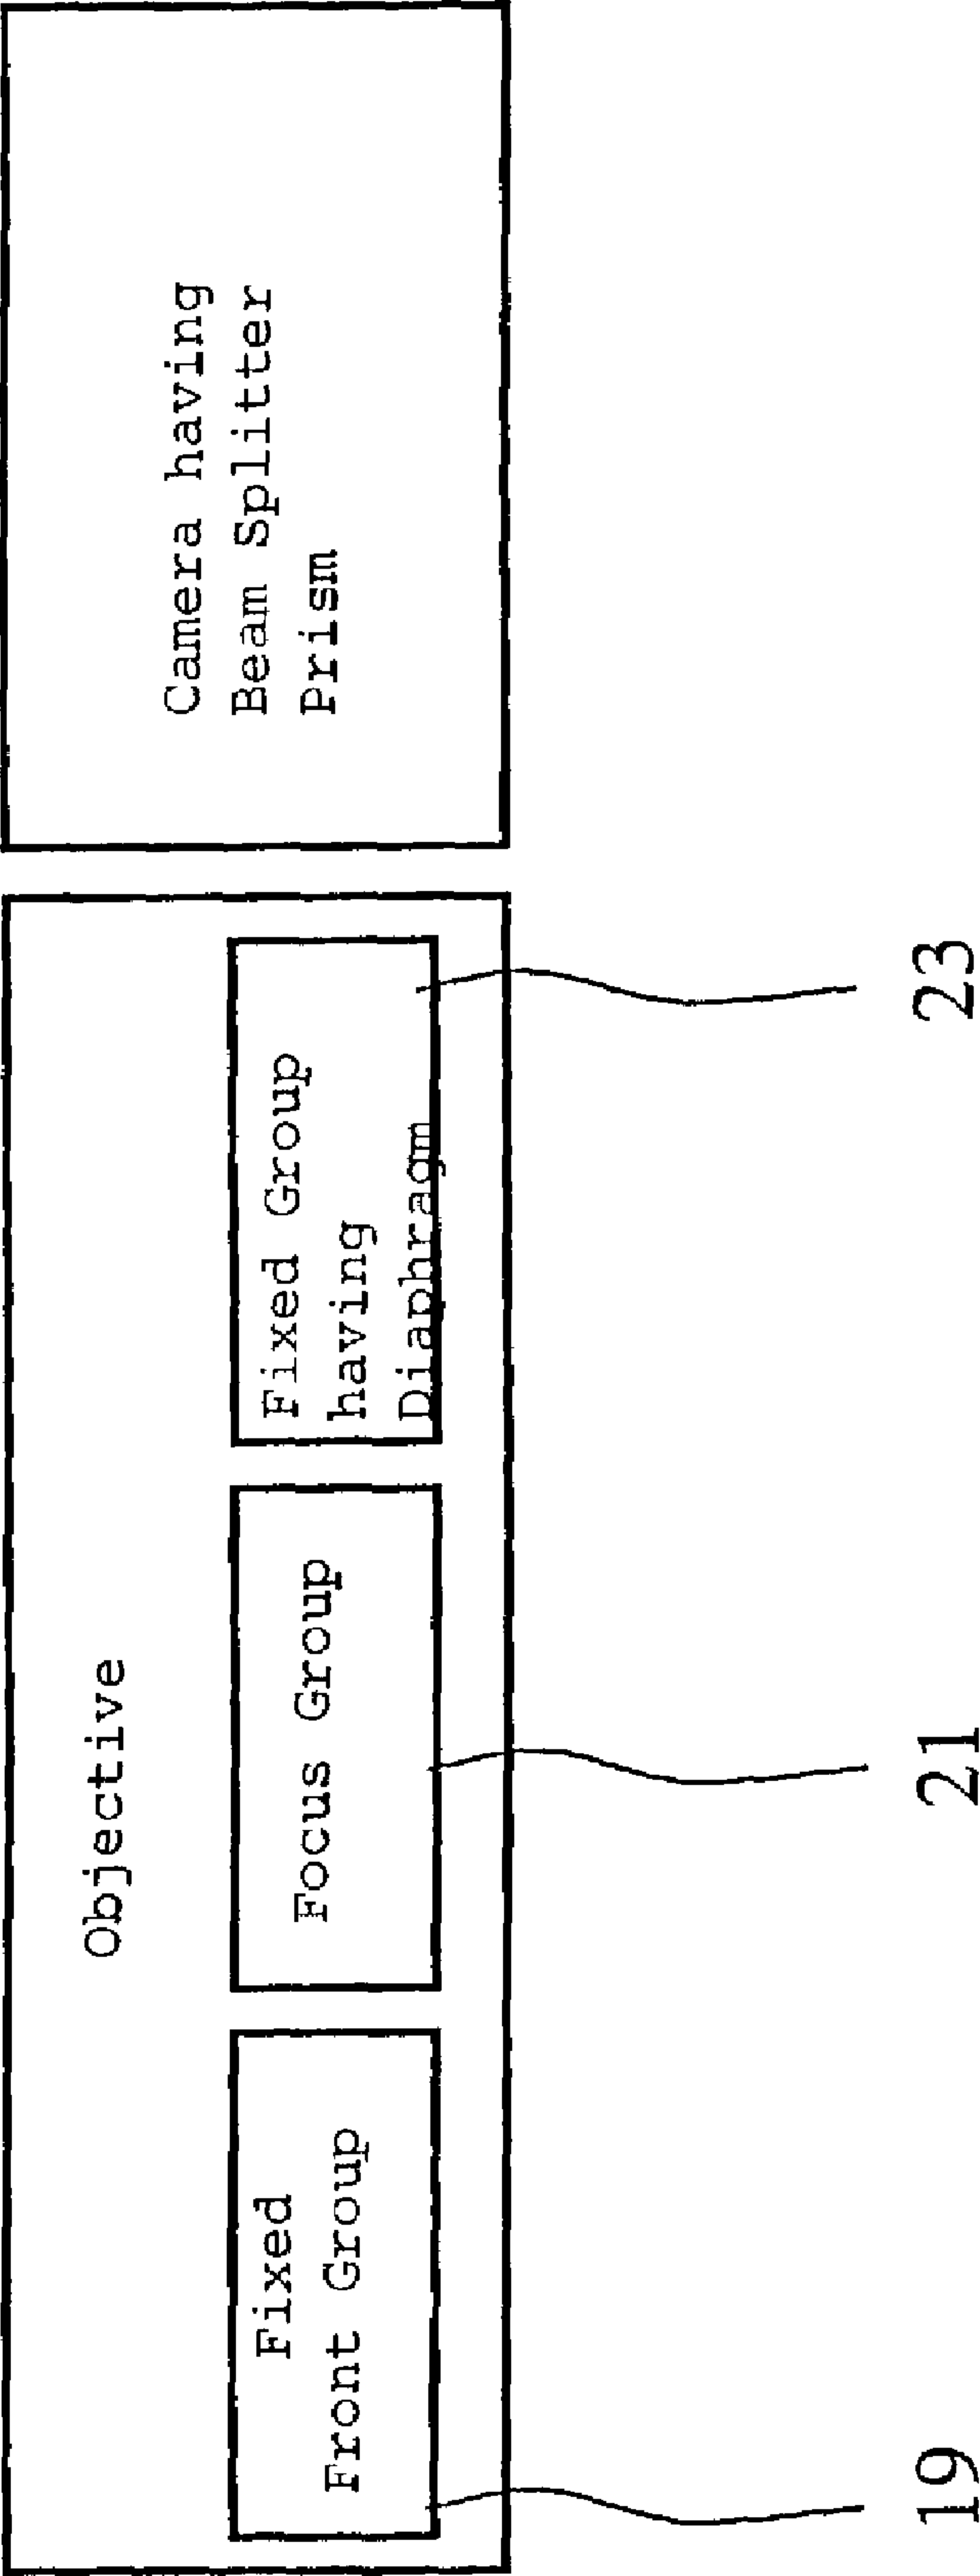 Objective
Fixed
Front Group
Focus Group
Fixed Group
having
Diaphragm
Camera having
Beam Splitter
Prism
19
21
23